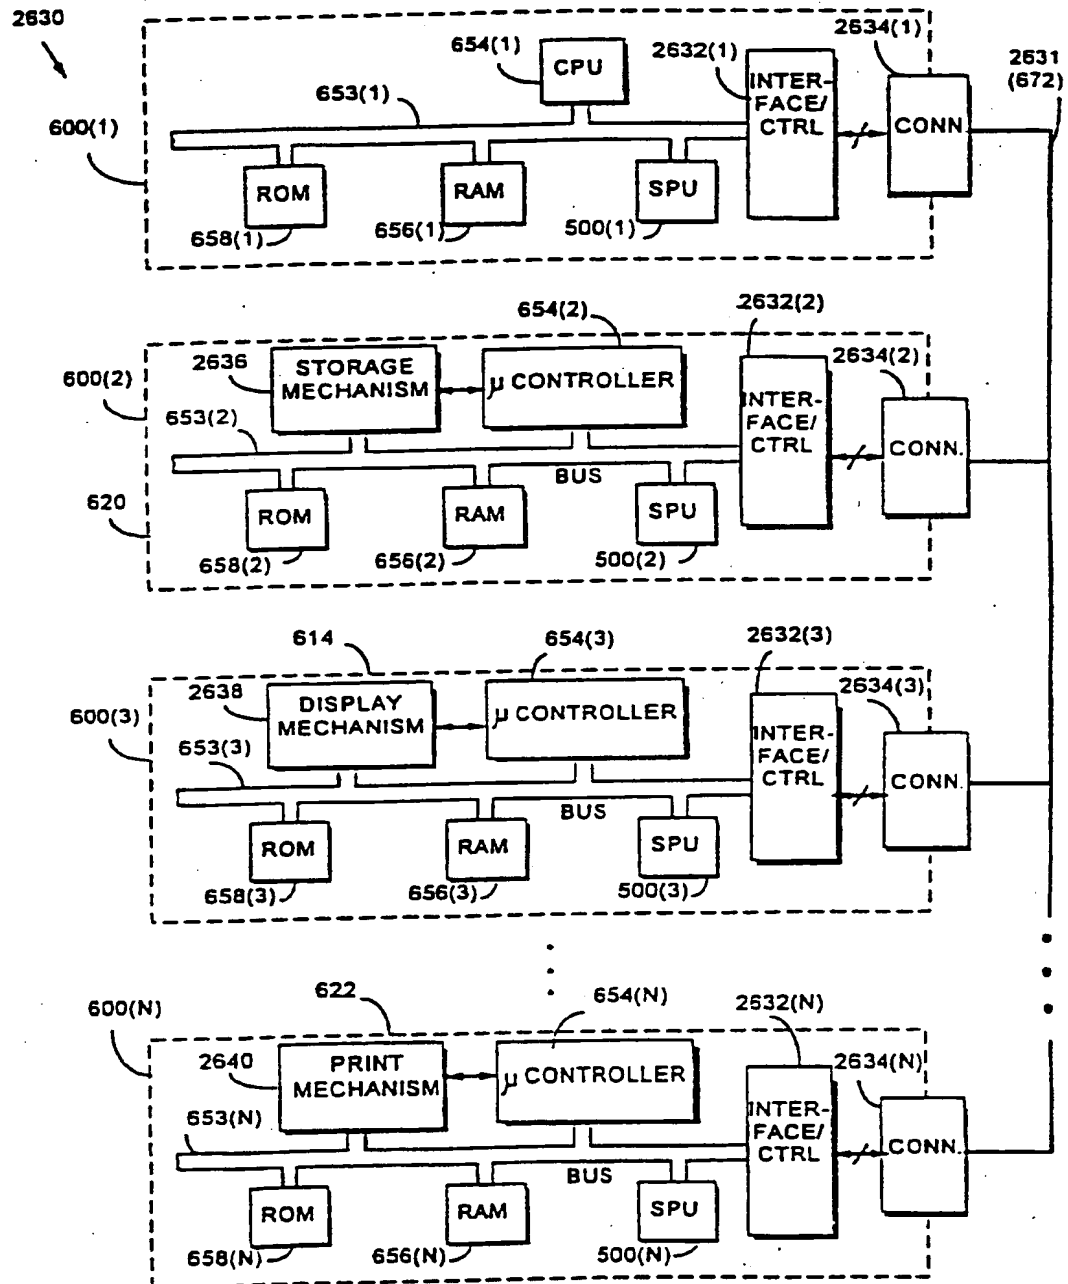 2630
654(1)
2632(1)
2634(1)
2631
(672)
CPU
INTER-
FACE/
CTRL
653(1)
600(1)
CONN.
ROM
RAM
SPU
658(1)
656(1)
500(1)
654(2)
2632(2)
2636
STORAGE
MECHANISM
μ CONTROLLER
2634(2)
600(2)
653(2)
INTER-
FACE/
CTRL
CONN.
BUS
620
ROM
RAM
SPU
658(2)
656(2)
500(2)
614
654(3)
2632(3)
2638
DISPLAY
MECHANISM
μ CONTROLLER
2634(3)
600(3)
653(3)
INTER-
FACE/
CTRL
CONN.
BUS
ROM
RAM
SPU
658(3)
656(3)
500(3)
622
654(N)
2632(N)
600(N)
2640
PRINT
MECHANISM
μ CONTROLLER
2634(N)
653(N)
INTER-
FACE/
CTRL
CONN.
BUS
ROM
RAM
SPU
658(N)
656(N)
500(N)